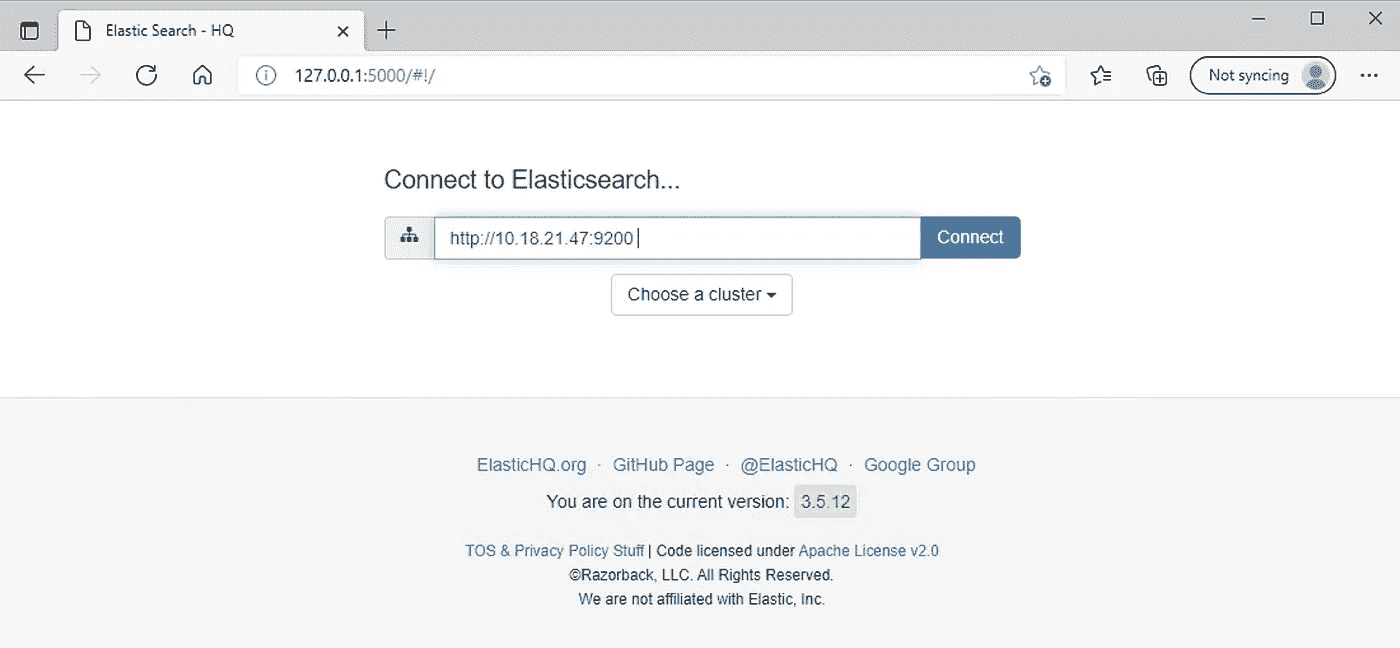 Elastic Search - HQ
127.0.0.1:5000/#!/
Not syncing
Connect to Elasticsearch...
http://10.18.21.47:9200
Connect
Choose a cluster
ElasticHQ.org · GitHub Page · @ElasticHQ · Google Group
You are on the current version: 3.5.12
TOS & Privacy Policy Stuff | Code licensed under Apache License v2.0
©Razorback, LLC. All Rights Reserved.
We are not affiliated with Elastic, Inc.